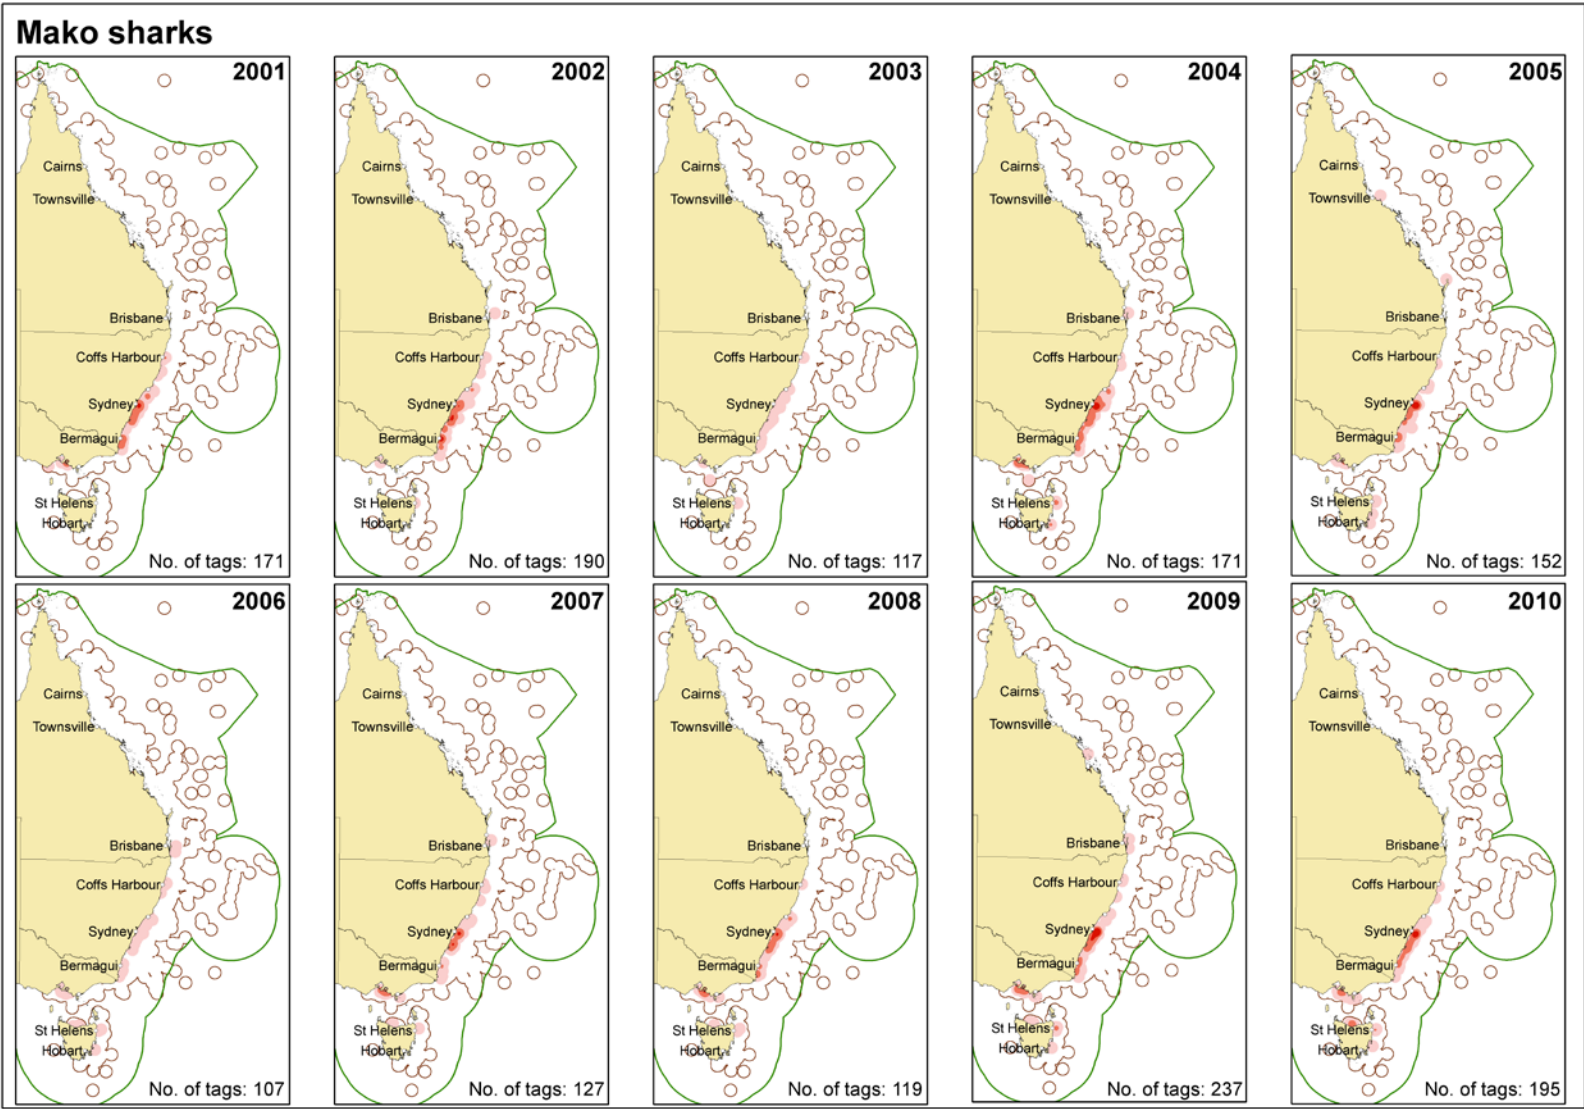 Mako sharks
2001
Cairns
Townsville
Brisbane
Coffs Harbour
Sydney
Bermagui
St Helens
Hobart
No. of tags: 171
2002
Cairns
Townsville
Brisbane
Coffs Harbour
Sydney
Bermagui
St Helens
Hobart
No. of tags: 190
2003
Cairns
Townsville
Brisbane
Coffs Harbour
Sydney
Bermagui
St Helens
Hobart
No. of tags: 117
2004
Cairns
Townsville
Brisbane
Coffs Harbour
Sydney
Bermagui
St Helens
Hobart
No. of tags: 171
2005
Cairns
Townsville
Brisbane
Coffs Harbour
Sydney
Bermagui
St Helens
Hobart
No. of tags: 152
2006
Cairns
Townsville
Brisbane
Coffs Harbour
Sydney
Bermagui
St Helens
Hobart
No. of tags: 107
2007
Cairns
Townsville
Brisbane
Coffs Harbour
Sydney
Bermagui
St Helens
Hobart
No. of tags: 127
2008
Cairns
Townsville
Brisbane
Coffs Harbour
Sydney
Bermagui
St Helens
Hobart
No. of tags: 119
2009
Cairns
Townsville
Brisbane
Coffs Harbour
Sydney
Bermagui
St Helens
Hobart
No. of tags: 237
2010
Cairns
Townsville
Brisbane
Coffs Harbour
Sydney
Bermagui
St Helens
Hobart
No. of tags: 195